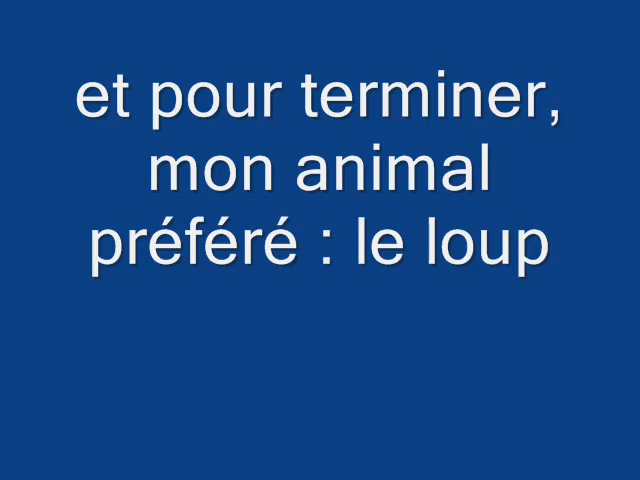 et pour terminer,
mon animal
préféré : le loup